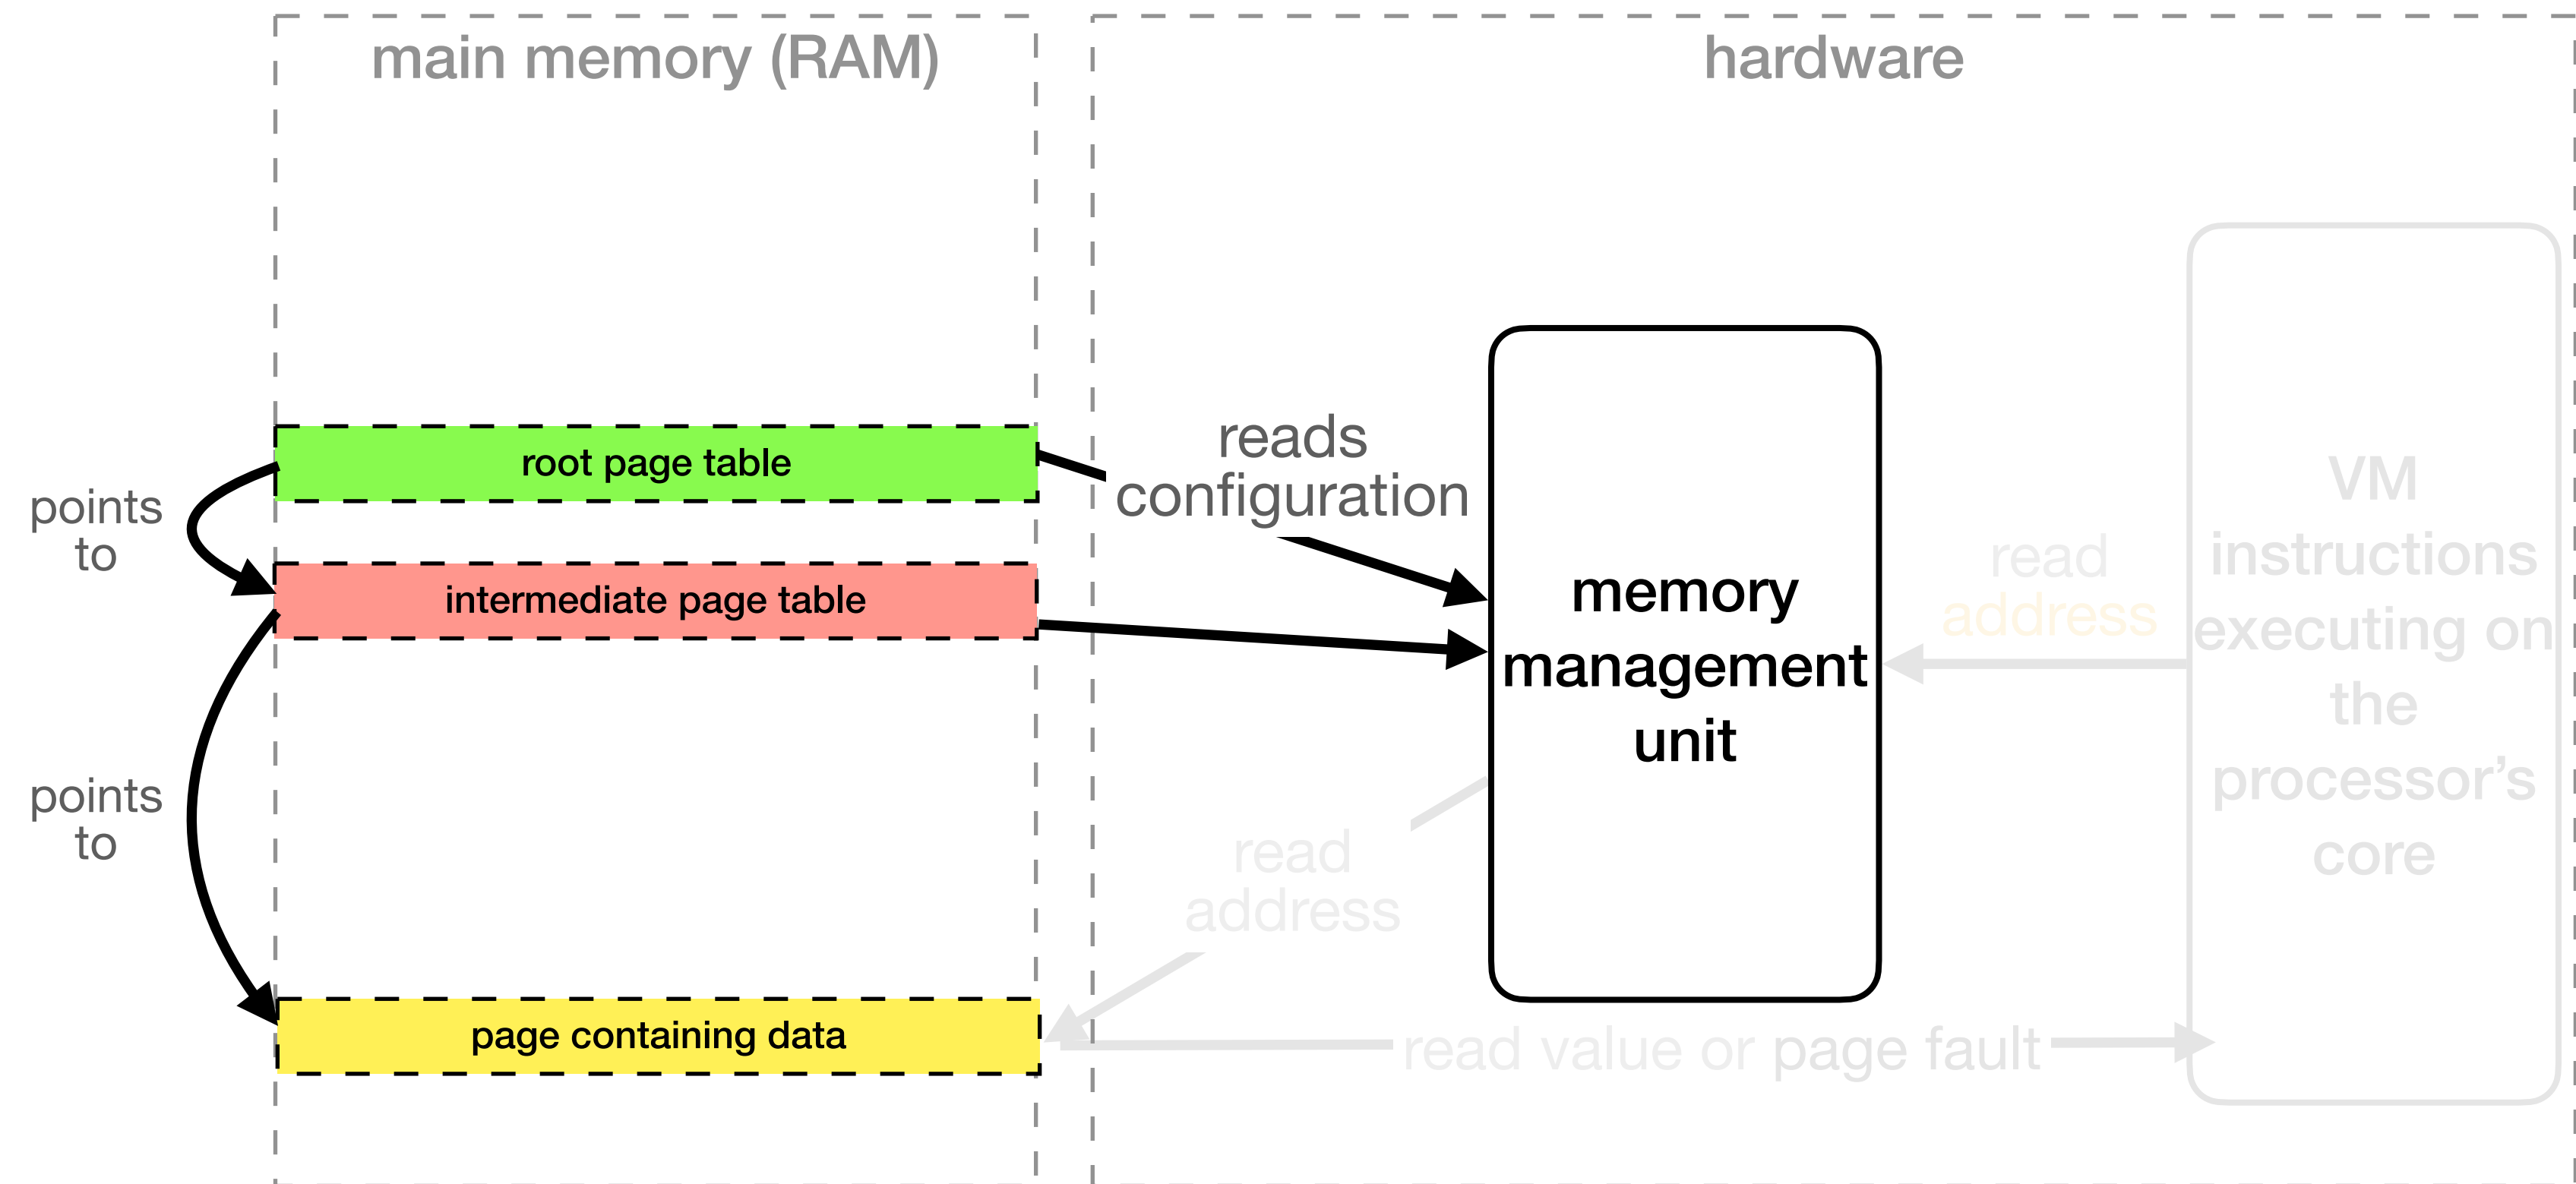 main memory (RAM)
hardware
root page table
points
to
reads
configuration
intermediate page table
memory
management
unit
read
address
VM
instructions
executing on
the
processor’s
core
points
to
read
address
page containing data
read value or page fault